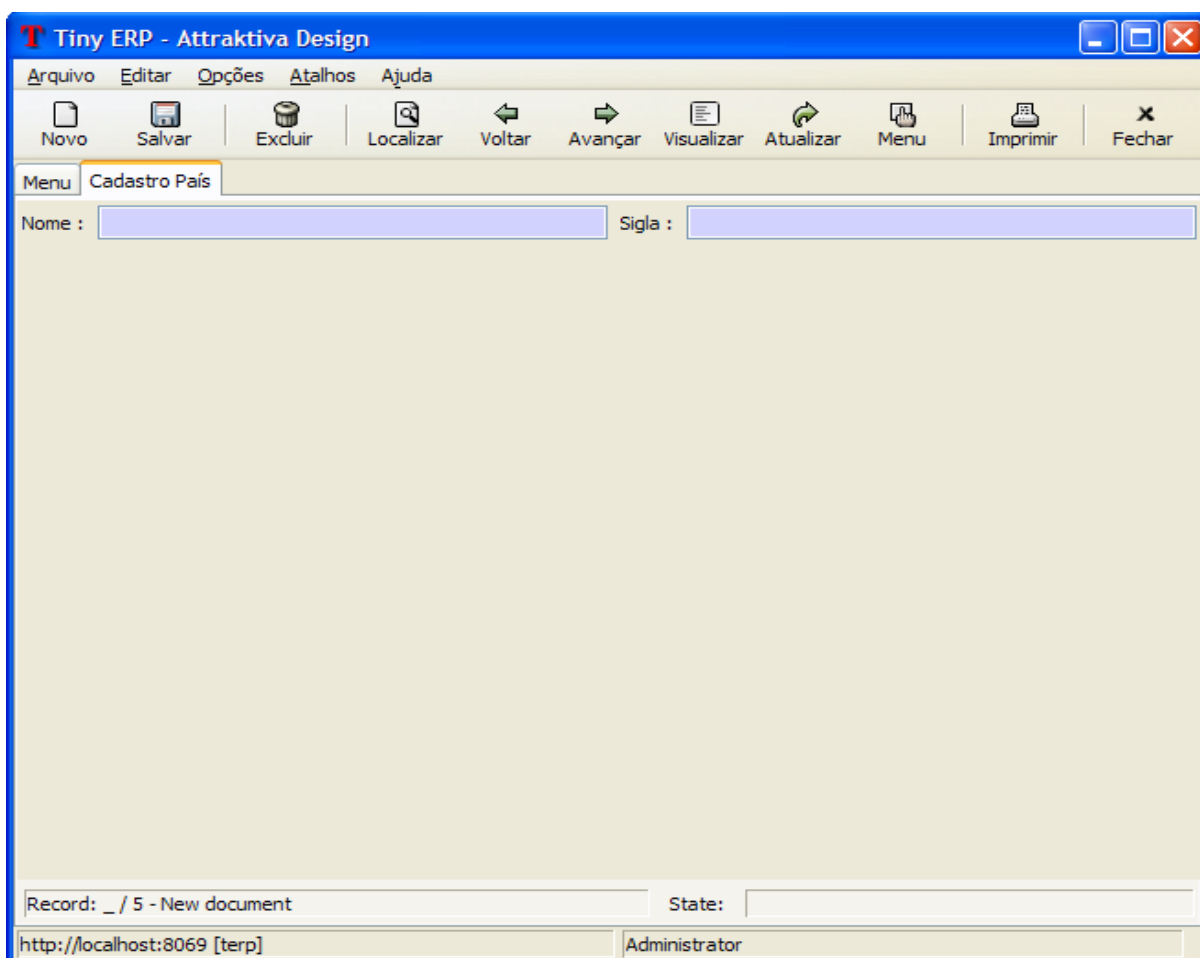 T Tiny ERP - Attraktiva Design
Arquivo Editar Opções Atalhos Ajuda
Novo Salvar Excluir Localizar Voltar Avançar Visualizar Atualizar Menu Imprimir Fechar
Menu Cadastro País
Nome : Sigla :
Record: _ / 5 - New document State:
http://localhost:8069 [terp] Administrator